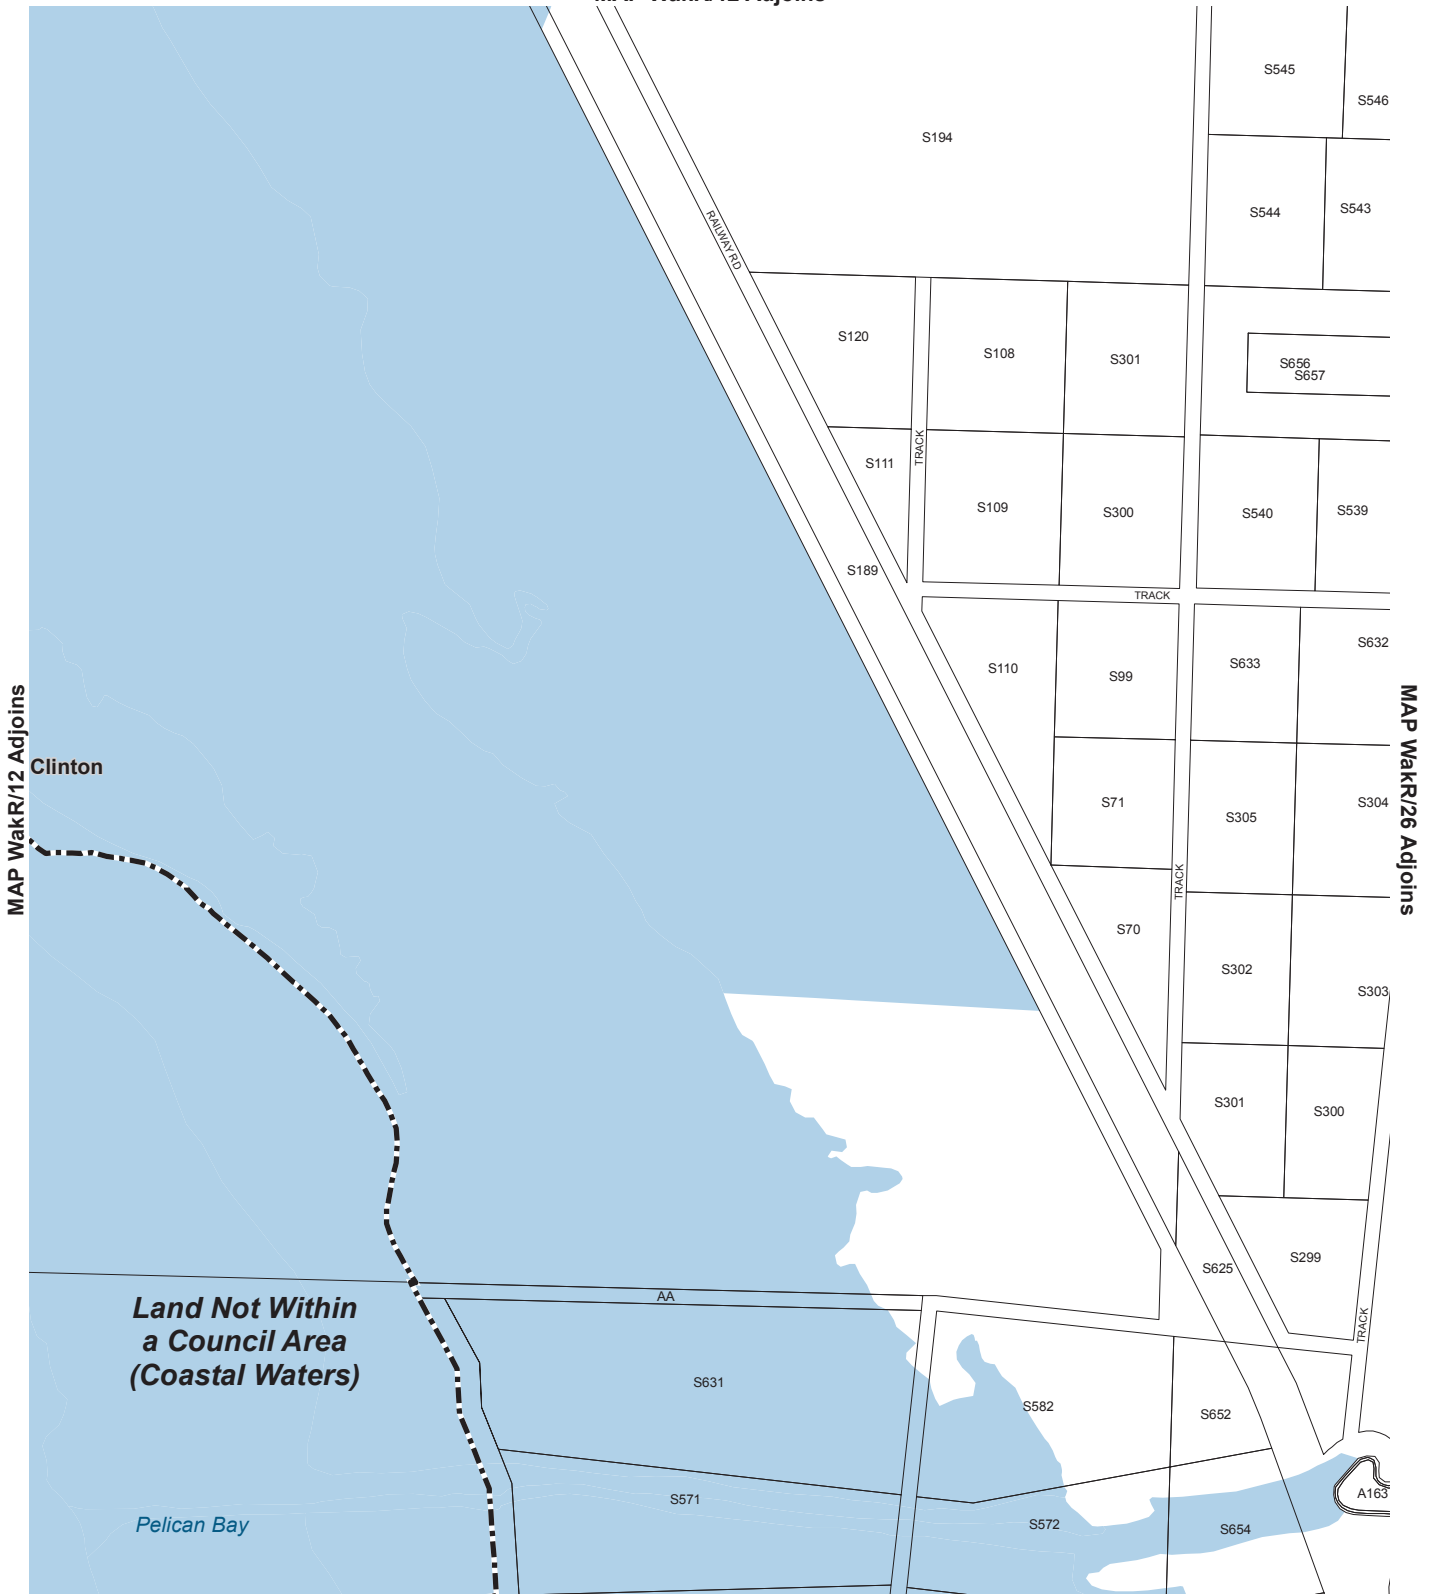 S545
S546
S194
S544
S543
RAILWAY RD
S120
S108
S301
S656
S657
S111
TRACK
S109
S300
S540
S539
S189
TRACK
S110
S99
S633
S632
MAP WakR/12 Adjoins
Clinton
MAP WakR/26 Adjoins
S71
S305
S304
TRACK
S70
S302
S303
S301
S300
S299
S625
AA
Land Not Within
a Council Area
(Coastal Waters)
TRACK
S631
S582
S652
S571
A163
Pelican Bay
S572
S654